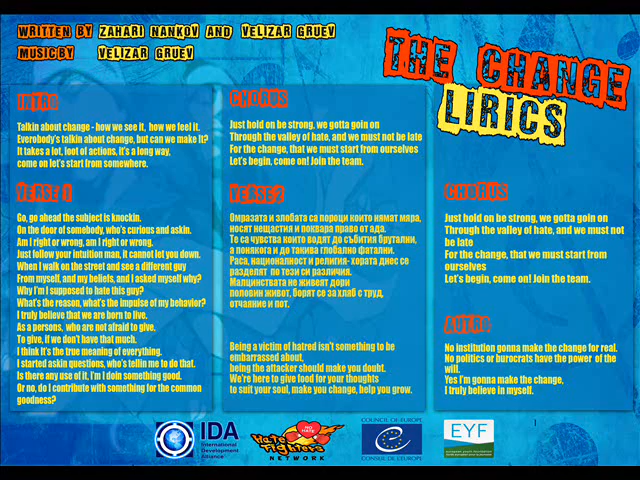 WRITTEN BY ZAHARI NANKOV AND VELIZAR GRUEV
MUSIC BY VELIZAR GRUEV
THE CHANGE
LIRICS
INTRO
Talkin about change - how we see it, how we feel it.
Everybody's talkin about change, but can we make it?
It takes a lot, lont of actions, it's a long way,
come on let's start from somewhere.
VERSE 1
Go, go ahead the subject is knockin.
On the door of somebody, who's curious and askin.
Am I right or wrong, am I right or wrong,
Just follow your intuition man, it cannot let you down.
When I walk on the street and see a different guy
From myself, and my beliefs, and I asked myself why?
Why I'm I supposed to hate this guy?
What's the reason, what's the impulse of my behavior?
I truly believe that we are born to live.
As a persons, who are not afraid to give.
To give, if we don't have that much.
I think It's the true meaning of everything.
I started askin questions, who's tellin me to do that.
Is there any use of it, I'm I doin something good.
Or no, do I contribute with something for the common
goodness?
CHORUS
Just hold on be strong, we gotta goin on
Through the valley of hate, and we must not be late
For the change, that we must start from ourselves
Let's begin, come on! Join the team.
VERSE 2
Омразата и злобата са пороци които нямат мяра,
носят нещастия и поквара право от ада.
Те са чувства които водят до събития брутални,
а понякога и до такива глобално фатални.
Раса, националност и религия- хората днес се
разделят по тези си различия.
Малцинствата не живеят дори
половин живот, борят се за хляб с труд,
отчаяние и пот.
Being a victim of hatred isn't something to be
embarrassed about,
being the attacker should make you doubt.
We're here to give food for your thoughts
to suit your soul, make you change, help you grow.
CHORUS
Just hold on be strong, we gotta goin on
Through the valley of hate, and we must not
be late
For the change, that we must start from
ourselves
Let's begin, come on! Join the team.
AUTRO
No institution gonna make the change for real.
No politics or burocrats have the power of the
will.
Yes I'm gonna make the change,
I truly believe in myself.
IDA
International
Development
Alliance
NO
HATE
Hate
Fighters
NETWORK
COUNCIL OF EUROPE
CONSEIL DE L'EUROPE
EYF